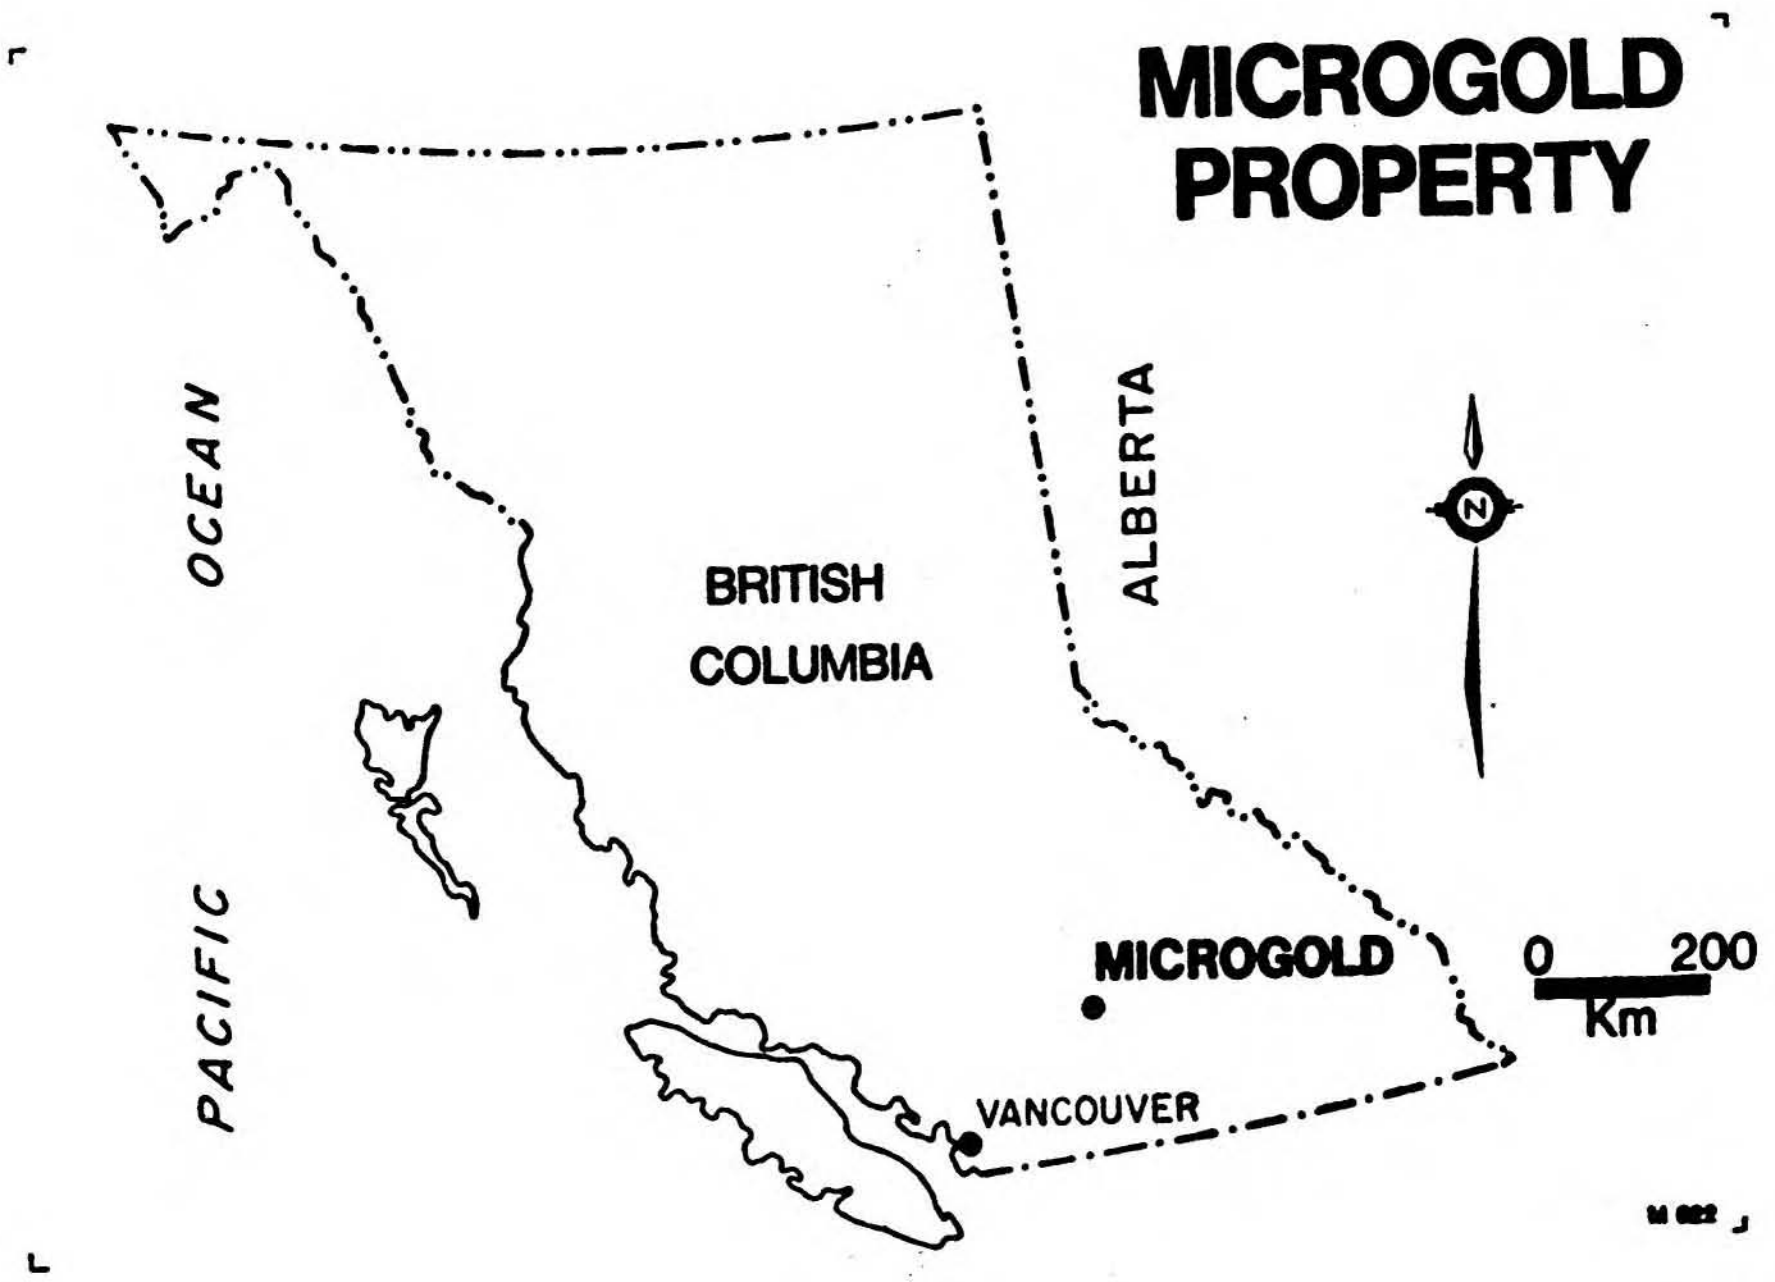 MICROGOLD
PROPERTY
OCEAN
PACIFIC
BRITISH
COLUMBIA
ALBERTA
N
MICROGOLD
0 200
Km
VANCOUVER